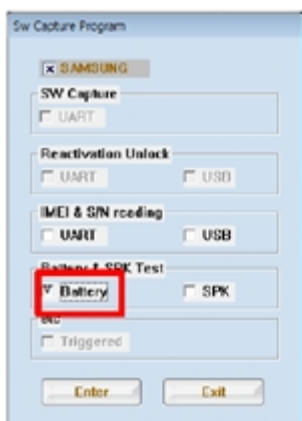 Sw Capture Program
SAMSUNG
SW Capture
UART
Reactivation Unlock
UART USB
IMEI & S/N reading
UART USB
Battery & SPK Test
Battery SPK
etc
Triggered
Enter Exit